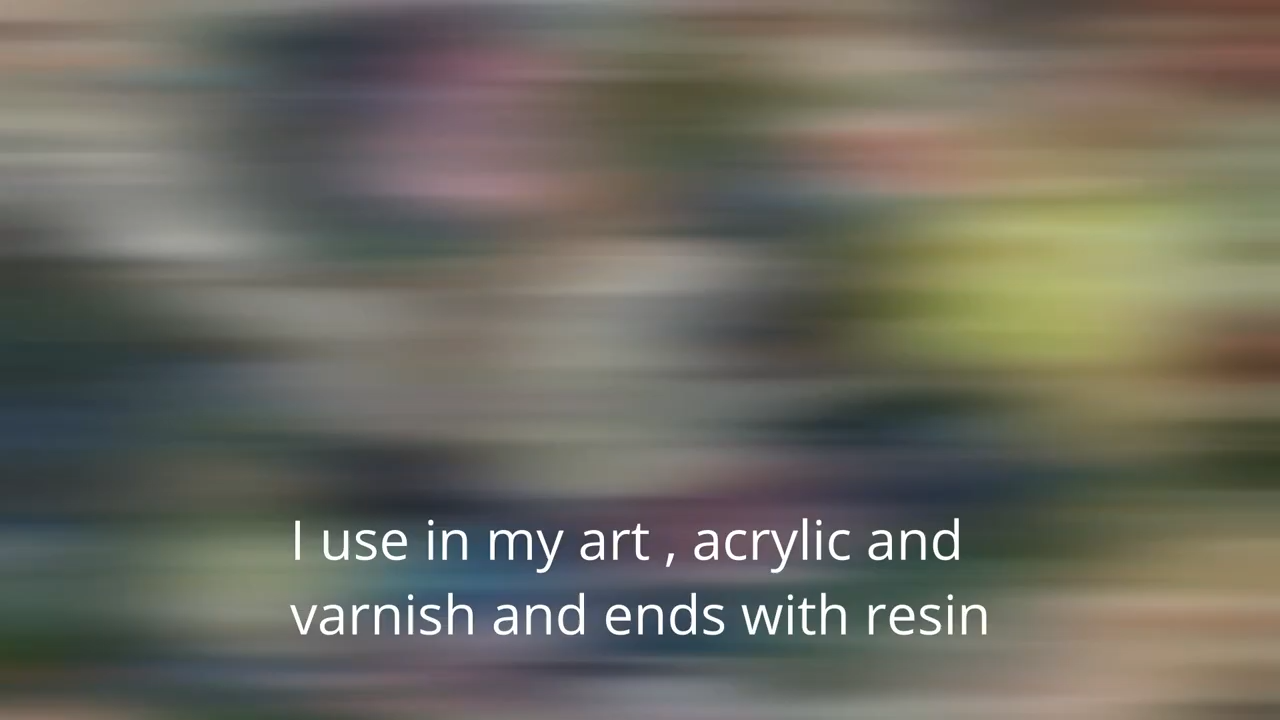 I use in my art , acrylic and
varnish and ends with resin